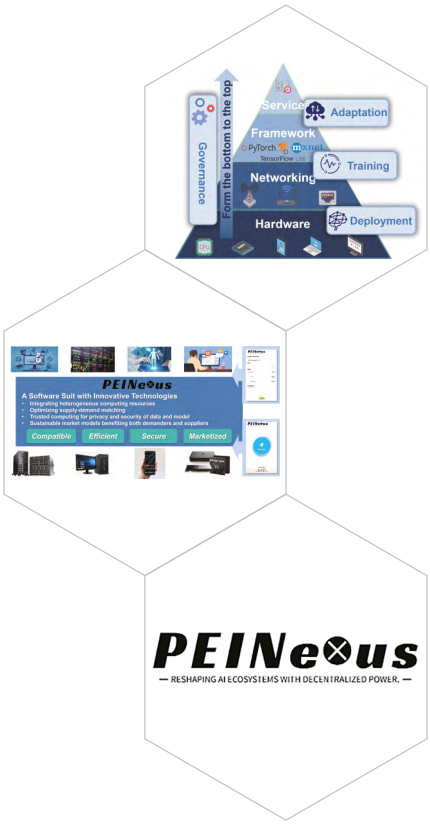 Service
Adaptation
Framework
PyTorch mxnet
TensorFlow Lite
Training
Networking
Hardware
Deployment
Governance
Form the bottom to the top
CPU
PEINeXus
A Software Suit with Innovative Technologies
• Integrating heterogeneous computing resources
• Optimizing supply-demand matching
• Trusted computing for privacy and security of data and model
• Sustainable market models benefiting both demanders and suppliers
Compatible Efficient Secure Marketized
PEINeXus
PEINeXus
PEINeXus
— RESHAPING AI ECOSYSTEMS WITH DECENTRALIZED POWER. —